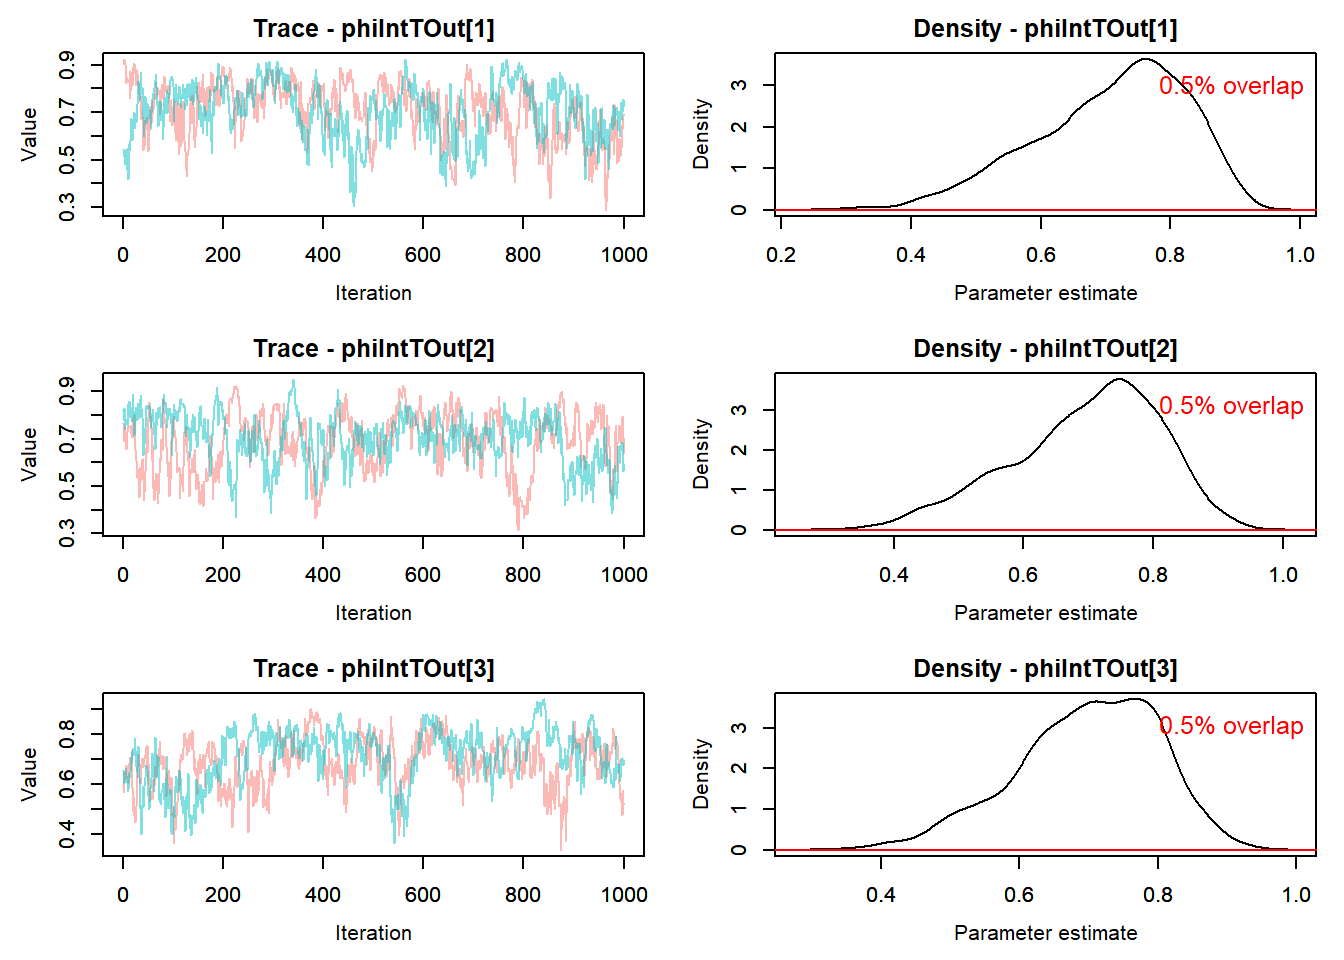 Trace - phiIntTOut[1]
Value
0.3 0.5 0.7 0.9
0 200 400 600 800 1000
Iteration
Density - phiIntTOut[1]
0.5% overlap
Density
0 1 2 3
0.2 0.4 0.6 0.8 1.0
Parameter estimate
Trace - phiIntTOut[2]
Value
0.3 0.5 0.7 0.9
0 200 400 600 800 1000
Iteration
Density - phiIntTOut[2]
0.5% overlap
Density
0 1 2 3
0.4 0.6 0.8 1.0
Parameter estimate
Trace - phiIntTOut[3]
Value
0.4 0.6 0.8
0 200 400 600 800 1000
Iteration
Density - phiIntTOut[3]
0.5% overlap
Density
0 1 2 3
0.4 0.6 0.8 1.0
Parameter estimate